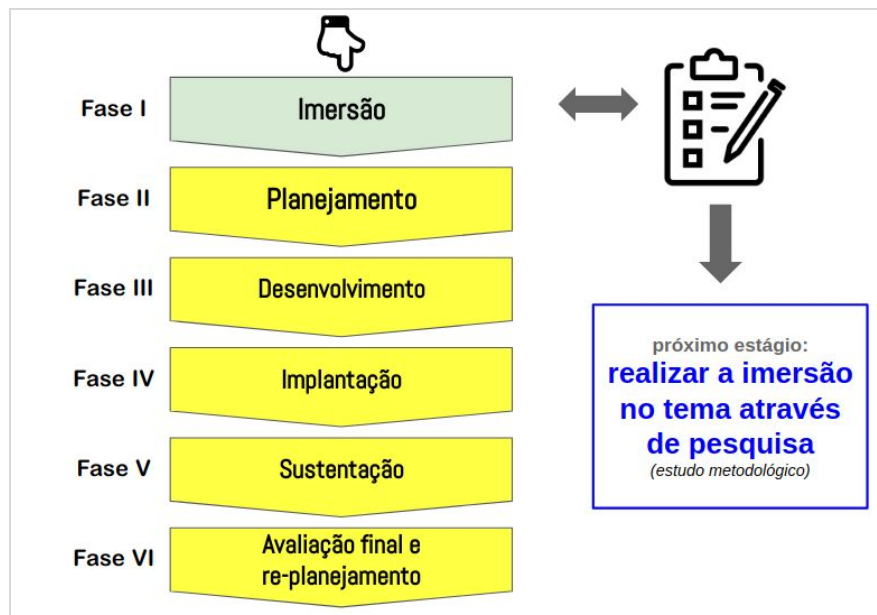 Fase I
Imersão
Fase II
Planejamento
Fase III
Desenvolvimento
Fase IV
Implantação
Fase V
Sustentação
Fase VI
Avaliação final e
re-planejamento
próximo estágio:
realizar a imersão
no tema através
de pesquisa
(estudo metodológico)